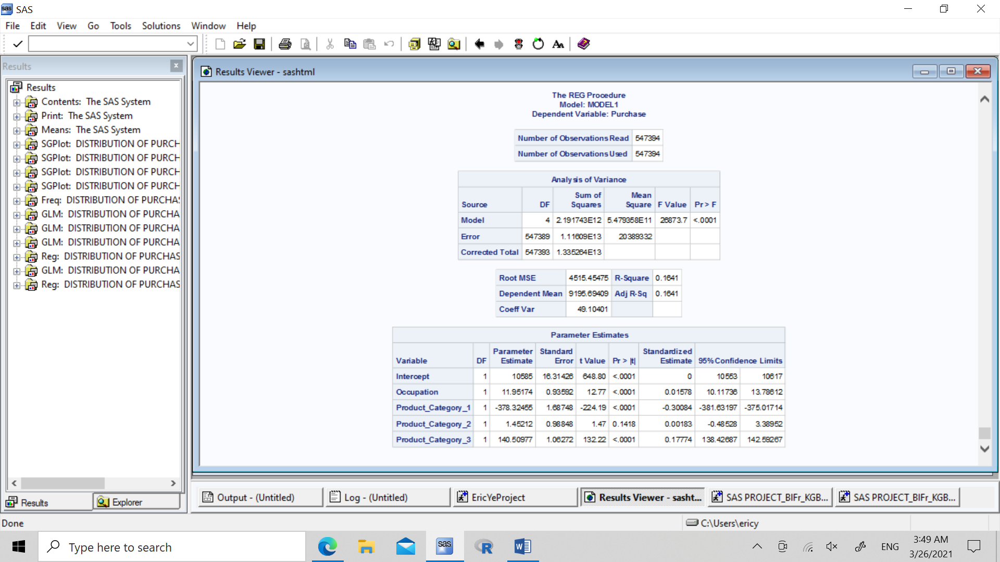 SAS
File Edit View Go Tools Solutions Window Help
Results
Results
Contents: The SAS System
Print: The SAS System
Means: The SAS System
SGPlot: DISTRIBUTION OF PURCH
SGPlot: DISTRIBUTION OF PURCH
SGPlot: DISTRIBUTION OF PURCH
SGPlot: DISTRIBUTION OF PURCH
Freq: DISTRIBUTION OF PURCHAS
GLM: DISTRIBUTION OF PURCHA
GLM: DISTRIBUTION OF PURCHA
GLM: DISTRIBUTION OF PURCHA
Reg: DISTRIBUTION OF PURCHAS
GLM: DISTRIBUTION OF PURCHA
Reg: DISTRIBUTION OF PURCHAS
Results Explorer
Results Viewer - sashtml
The REG Procedure
Model: MODEL1
Dependent Variable: Purchase
Number of Observations Read 547394
Number of Observations Used 547394
Analysis of Variance
Source DF Sum of Squares Mean Square F Value Pr > F
Model 4 2.191743E12 5.479358E11 26873.7 <.0001
Error 547389 1.11609E13 20389332
Corrected Total 547393 1.335264E13
Root MSE 4515.45475 R-Square 0.1641
Dependent Mean 9195.69409 Adj R-Sq 0.1641
Coeff Var 49.10401
Parameter Estimates
Variable DF Parameter Estimate Standard Error t Value Pr > |t| Standardized Estimate 95% Confidence Limits
Intercept 1 10585 16.31426 648.80 <.0001 0 10553 10617
Occupation 1 11.95174 0.93592 12.77 <.0001 0.01578 10.11736 13.78612
Product_Category_1 1 -378.32455 1.68748 -224.19 <.0001 -0.30084 -381.63197 -375.01714
Product_Category_2 1 1.45212 0.98848 1.47 0.1418 0.00183 -0.48528 3.38952
Product_Category_3 1 140.50977 1.06272 132.22 <.0001 0.17774 138.42687 142.59267
Output - (Untitled) Log - (Untitled) EricYeProject Results Viewer - sasht... SAS PROJECT_BIFr_KGB... SAS PROJECT_BIFr_KGB...
Done C:\Users\ericy
Type here to search
sas
R
W
ENG
3:49 AM
3/26/2021